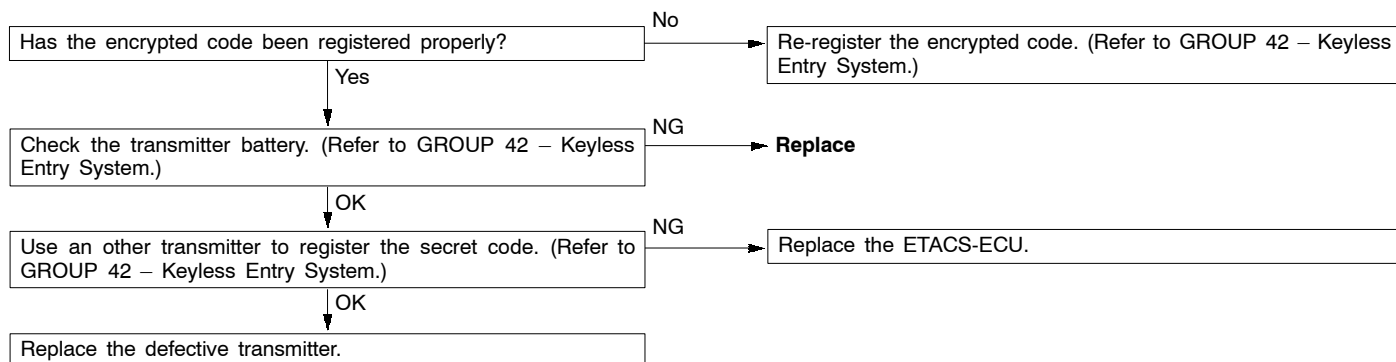 No
Has the encrypted code been registered properly?
Re-register the encrypted code. (Refer to GROUP 42 – Keyless
Entry System.)
Yes
NG
Check the transmitter battery. (Refer to GROUP 42 – Keyless
Entry System.)
Replace
OK
NG
Use an other transmitter to register the secret code. (Refer to
GROUP 42 – Keyless Entry System.)
Replace the ETACS-ECU.
OK
Replace the defective transmitter.